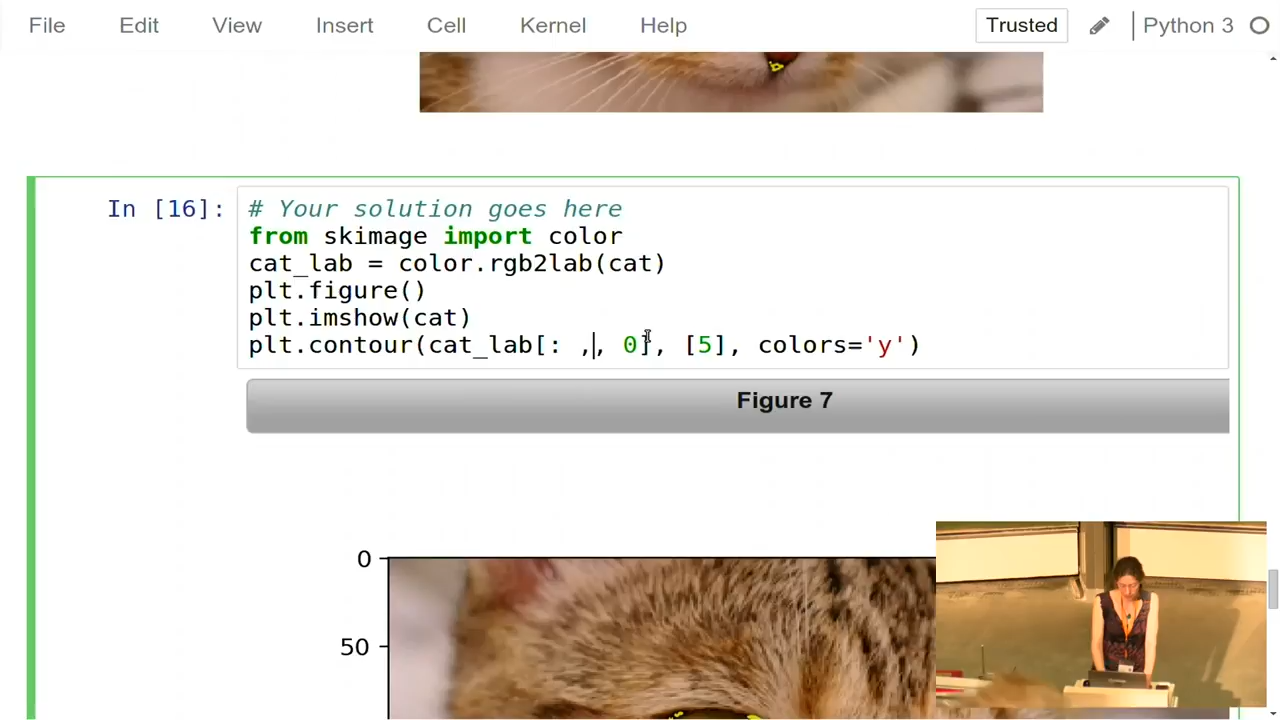 File Edit View Insert Cell Kernel Help Trusted Python 3
In [16]:
# Your solution goes here
from skimage import color
cat_lab = color.rgb2lab(cat)
plt.figure()
plt.imshow(cat)
plt.contour(cat_lab[: ,, 0], [5], colors='y')
Figure 7
0
50